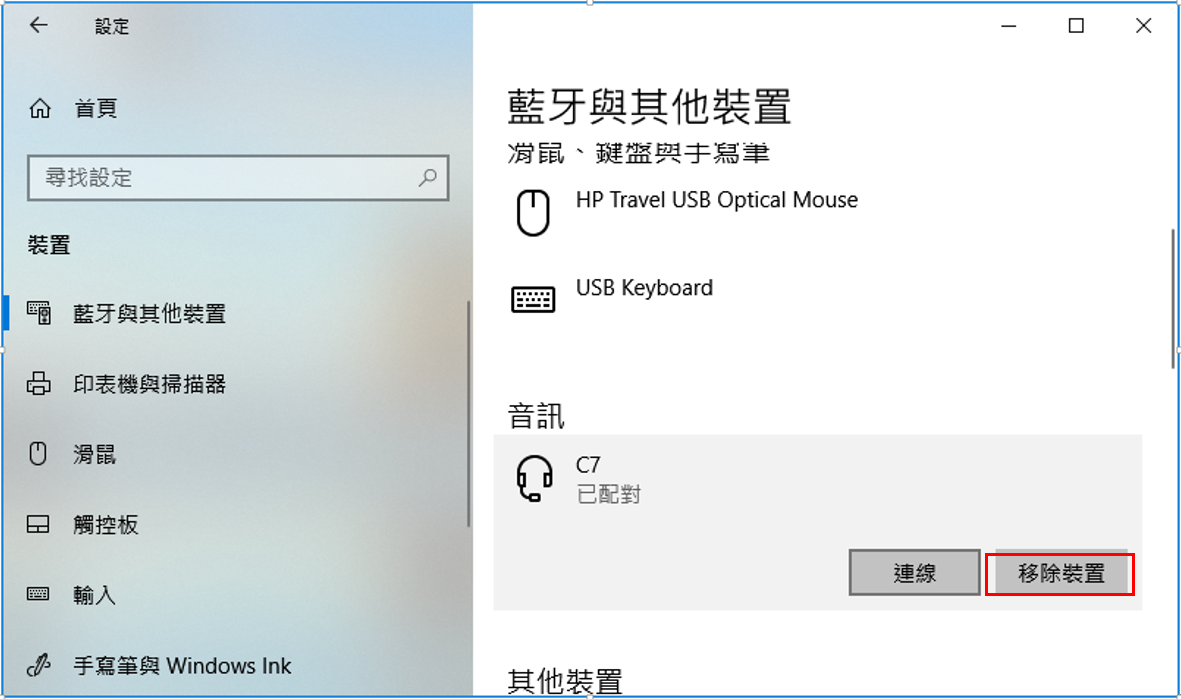 設定
首頁
尋找設定
裝置
藍牙與其他裝置
印表機與掃描器
滑鼠
觸控板
輸入
手寫筆與 Windows Ink
藍牙與其他裝置
滑鼠、鍵盤與手寫筆
HP Travel USB Optical Mouse
USB Keyboard
音訊
C7
已配對
連線
移除裝置
其他裝置